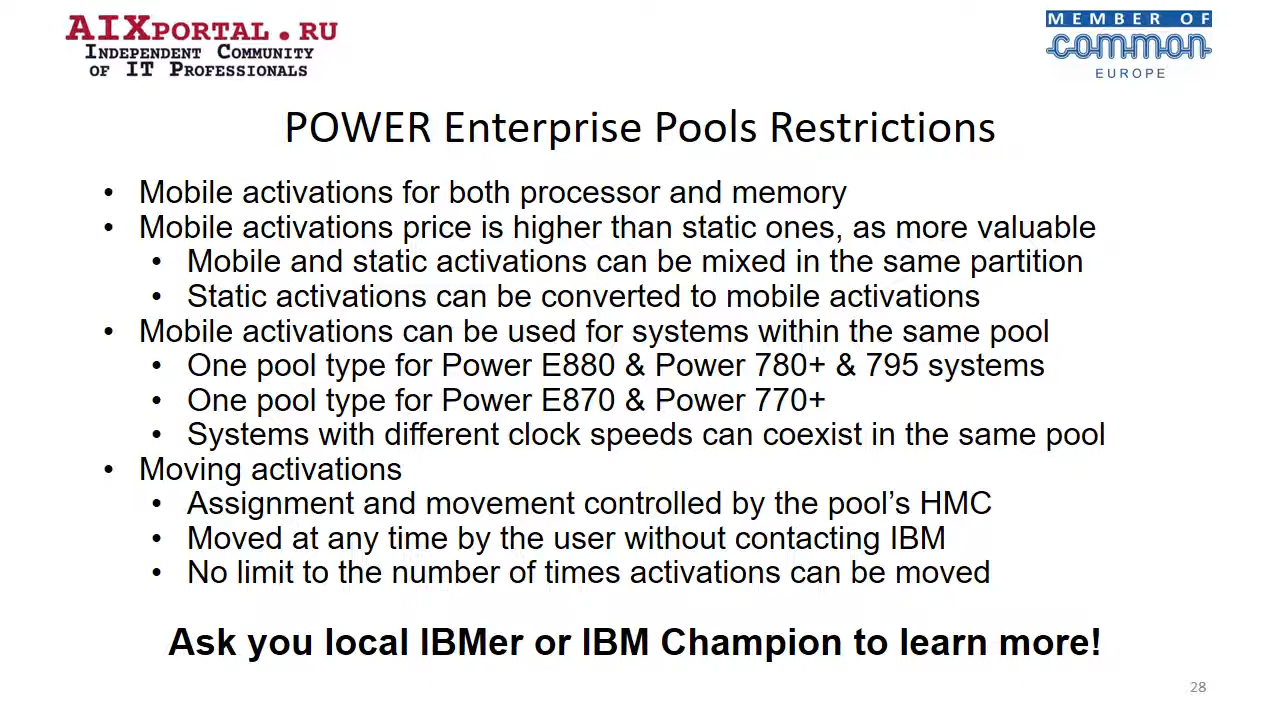 AIXPORTAL.RU
INDEPENDENT COMMUNITY
OF IT PROFESSIONALS
MEMBER OF
common
EUROPE
POWER Enterprise Pools Restrictions
• Mobile activations for both processor and memory
• Mobile activations price is higher than static ones, as more valuable
• Mobile and static activations can be mixed in the same partition
• Static activations can be converted to mobile activations
• Mobile activations can be used for systems within the same pool
• One pool type for Power E880 & Power 780+ & 795 systems
• One pool type for Power E870 & Power 770+
• Systems with different clock speeds can coexist in the same pool
• Moving activations
• Assignment and movement controlled by the pool’s HMC
• Moved at any time by the user without contacting IBM
• No limit to the number of times activations can be moved
Ask you local IBMer or IBM Champion to learn more!
28